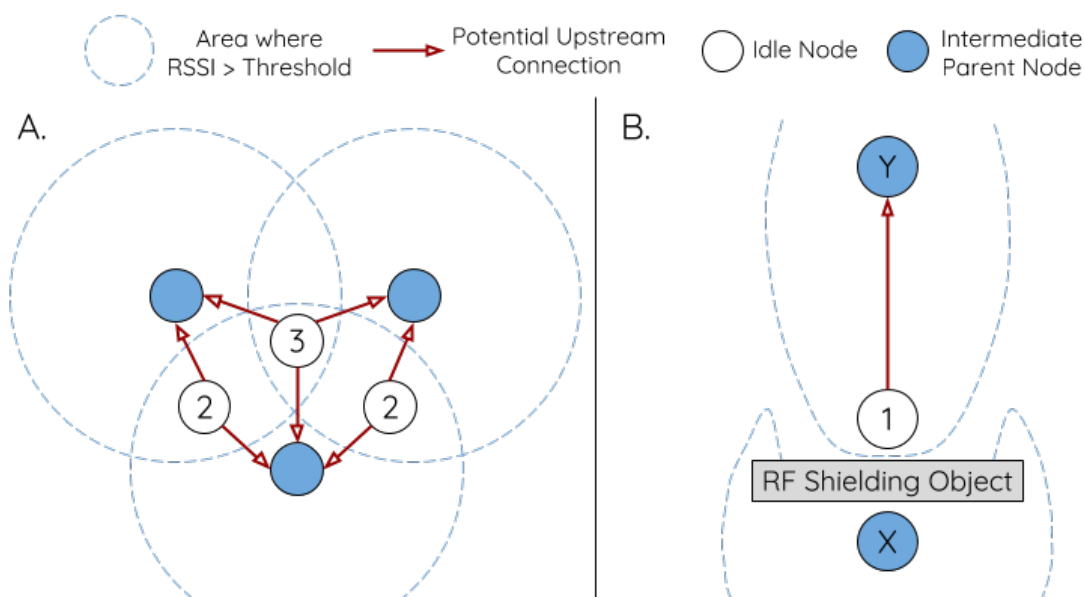 Area where
RSSI > Threshold
Potential Upstream
Connection
Idle Node
Intermediate
Parent Node
A.
B.
Y
3
2
2
1
RF Shielding Object
X